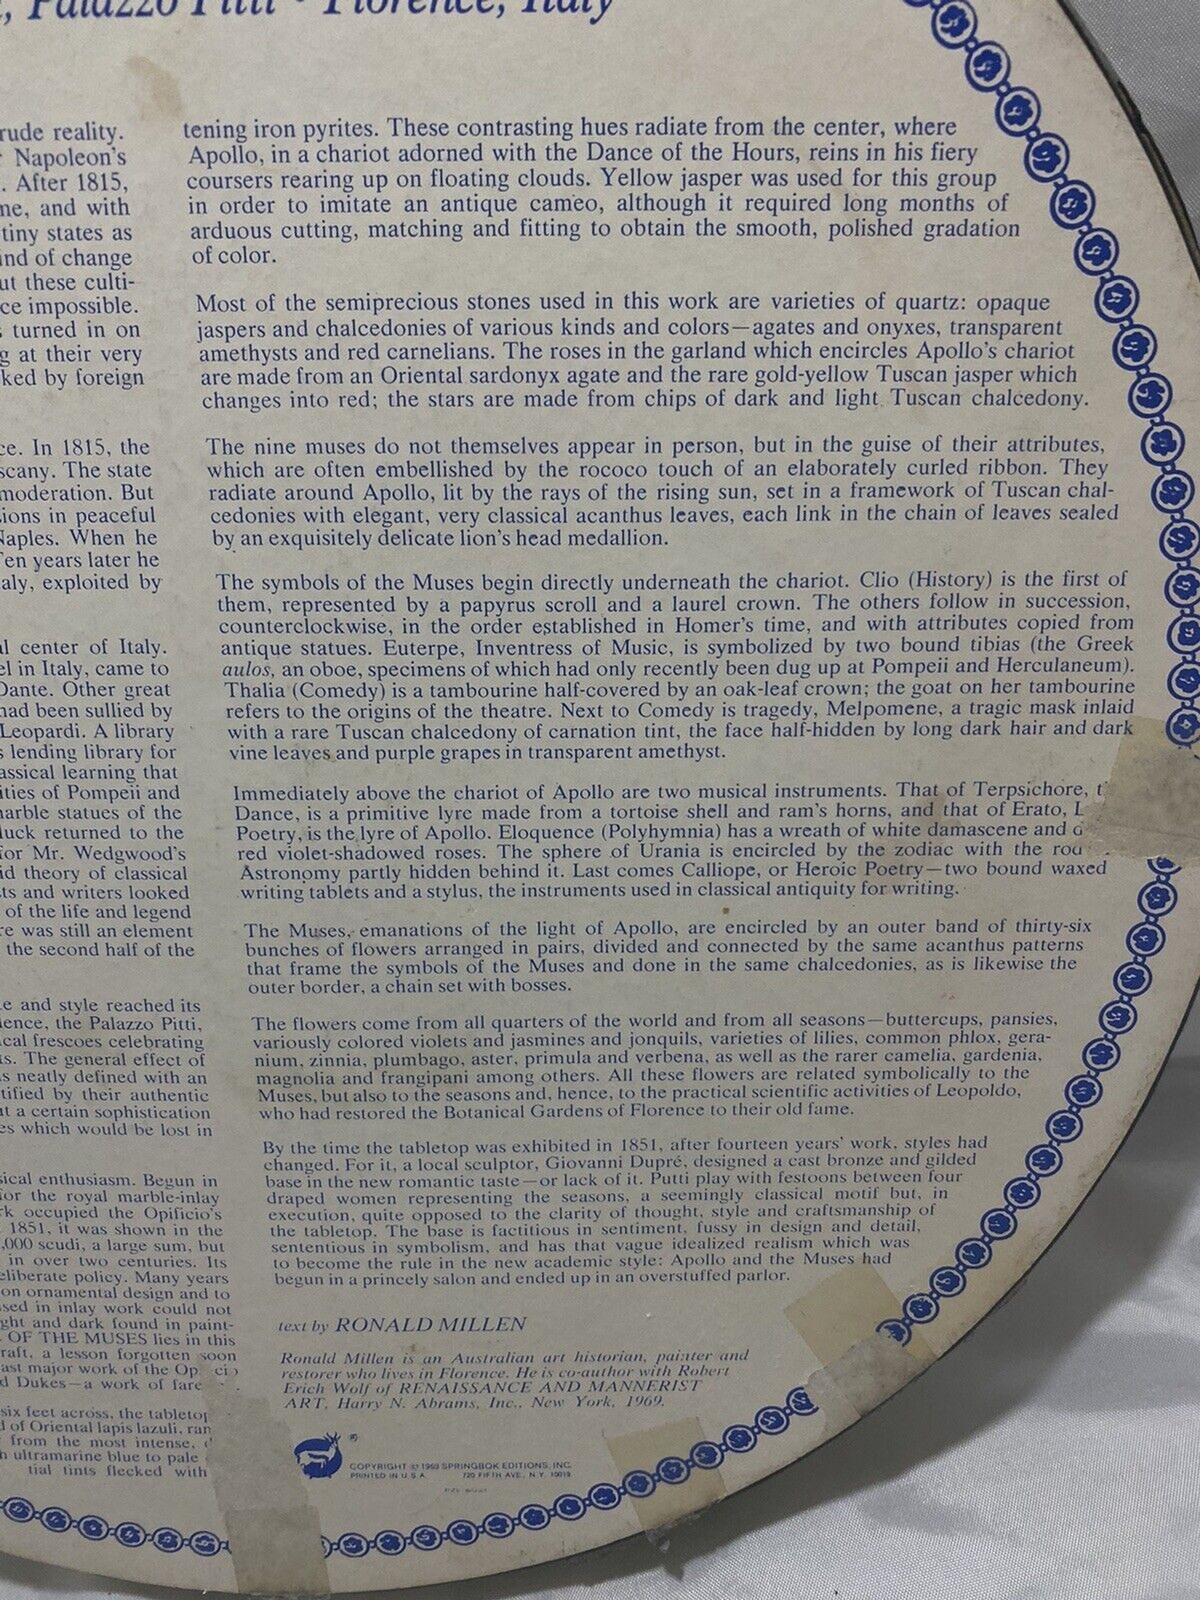 Palazzo Pitti • Florence, Italy
rude reality.
Napoleon's
. After 1815,
me, and with
tiny states as
ind of change
ut these culti-
ce impossible.
turned in on
g at their very
ked by foreign
ce. In 1815, the
scany. The state
moderation. But
ions in peaceful
Naples. When he
Ten years later he
aly, exploited by
al center of Italy.
el in Italy, came to
Dante. Other great
had been sullied by
Leopardi. A library
s lending library for
assical learning that
ities of Pompeii and
marble statues of the
luck returned to the
for Mr. Wedgwood's
id theory of classical
ts and writers looked
of the life and legend
re was still an element
the second half of the
e and style reached its
ence, the Palazzo Pitti,
ical frescoes celebrating
ts. The general effect of
s neatly defined with an
tified by their authentic
at a certain sophistication
es which would be lost in
sical enthusiasm. Begun in
for the royal marble-inlay
rk occupied the Opificio's
1851, it was shown in the
,000 scudi, a large sum, but
in over two centuries. Its
eliberate policy. Many years
on ornamental design and to
sed in inlay work could not
ght and dark found in paint-
OF THE MUSES lies in this
raft, a lesson forgotten soon
ast major work of the Op
d Dukes—a work of fare
six feet across, the tabletop
d of Oriental lapis lazuli, ran
from the most intense,
h ultramarine blue to pale
tial tints flecked with
tening iron pyrites. These contrasting hues radiate from the center, where
Apollo, in a chariot adorned with the Dance of the Hours, reins in his fiery
coursers rearing up on floating clouds. Yellow jasper was used for this group
in order to imitate an antique cameo, although it required long months of
arduous cutting, matching and fitting to obtain the smooth, polished gradation
of color.
Most of the semiprecious stones used in this work are varieties of quartz: opaque
jaspers and chalcedonies of various kinds and colors—agates and onyxes, transparent
amethysts and red carnelians. The roses in the garland which encircles Apollo's chariot
are made from an Oriental sardonyx agate and the rare gold-yellow Tuscan jasper which
changes into red; the stars are made from chips of dark and light Tuscan chalcedony.
The nine muses do not themselves appear in person, but in the guise of their attributes,
which are often embellished by the rococo touch of an elaborately curled ribbon. They
radiate around Apollo, lit by the rays of the rising sun, set in a framework of Tuscan chal-
cedonies with elegant, very classical acanthus leaves, each link in the chain of leaves sealed
by an exquisitely delicate lion's head medallion.
The symbols of the Muses begin directly underneath the chariot. Clio (History) is the first of
them, represented by a papyrus scroll and a laurel crown. The others follow in succession,
counterclockwise, in the order established in Homer's time, and with attributes copied from
antique statues. Euterpe, Inventress of Music, is symbolized by two bound tibias (the Greek
aulos, an oboe, specimens of which had only recently been dug up at Pompeii and Herculaneum).
Thalia (Comedy) is a tambourine half-covered by an oak-leaf crown; the goat on her tambourine
refers to the origins of the theatre. Next to Comedy is tragedy, Melpomene, a tragic mask inlaid
with a rare Tuscan chalcedony of carnation tint, the face half-hidden by long dark hair and dark
vine leaves and purple grapes in transparent amethyst.
Immediately above the chariot of Apollo are two musical instruments. That of Terpsichore,
Dance, is a primitive lyre made from a tortoise shell and ram's horns, and that of Erato, L
Poetry, is the lyre of Apollo. Eloquence (Polyhymnia) has a wreath of white damascene and
red violet-shadowed roses. The sphere of Urania is encircled by the zodiac with the rod
Astronomy partly hidden behind it. Last comes Calliope, or Heroic Poetry—two bound waxed
writing tablets and a stylus, the instruments used in classical antiquity for writing.
The Muses, emanations of the light of Apollo, are encircled by an outer band of thirty-six
bunches of flowers arranged in pairs, divided and connected by the same acanthus patterns
that frame the symbols of the Muses and done in the same chalcedonies, as is likewise the
outer border, a chain set with bosses.
The flowers come from all quarters of the world and from all seasons—buttercups, pansies,
variously colored violets and jasmines and jonquils, varieties of lilies, common phlox, gera-
nium, zinnia, plumbago, aster, primula and verbena, as well as the rarer camelia, gardenia,
magnolia and frangipani among others. All these flowers are related symbolically to the
Muses, but also to the seasons and, hence, to the practical scientific activities of Leopoldo,
who had restored the Botanical Gardens of Florence to their old fame.
By the time the tabletop was exhibited in 1851, after fourteen years' work, styles had
changed. For it, a local sculptor, Giovanni Dupré, designed a cast bronze and gilded
base in the new romantic taste—or lack of it. Putti play with festoons between four
draped women representing the seasons, a seemingly classical motif but, in
execution, quite opposed to the clarity of thought, style and craftsmanship of
the tabletop. The base is factitious in sentiment, fussy in design and detail,
sententious in symbolism, and has that vague idealized realism which was
to become the rule in the new academic style: Apollo and the Muses had
begun in a princely salon and ended up in an overstuffed parlor.
text by RONALD MILLEN
Ronald Millen is an Australian art historian, painter and
restorer who lives in Florence. He is co-author with Robert
Erich Wolf of RENAISSANCE AND MANNERIST
ART, Harry N. Abrams, Inc., New York, 1969.
®
COPYRIGHT © 1969 SPRINGBOK EDITIONS, INC.
PRINTED IN U.S.A. 720 FIFTH AVE., N.Y. 10019